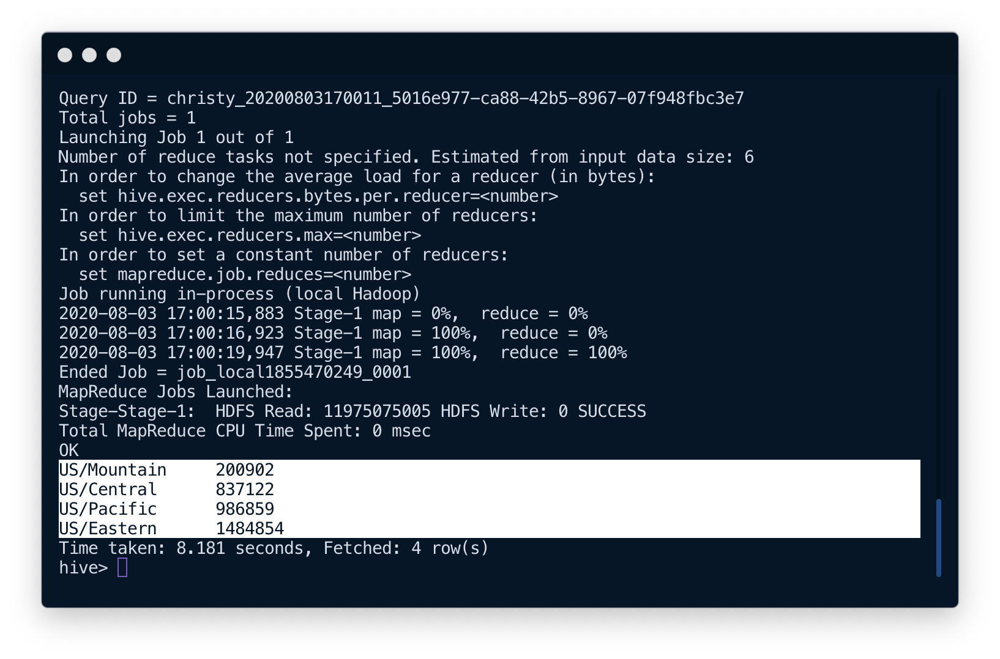 Query ID = christy_20200803170011_5016e977-ca88-42b5-8967-07f948fbc3e7
Total jobs = 1
Launching Job 1 out of 1
Number of reduce tasks not specified. Estimated from input data size: 6
In order to change the average load for a reducer (in bytes):
  set hive.exec.reducers.bytes.per.reducer=<number>
In order to limit the maximum number of reducers:
  set hive.exec.reducers.max=<number>
In order to set a constant number of reducers:
  set mapreduce.job.reduces=<number>
Job running in-process (local Hadoop)
2020-08-03 17:00:15,883 Stage-1 map = 0%,  reduce = 0%
2020-08-03 17:00:16,923 Stage-1 map = 100%,  reduce = 0%
2020-08-03 17:00:19,947 Stage-1 map = 100%,  reduce = 100%
Ended Job = job_local1855470249_0001
MapReduce Jobs Launched:
Stage-Stage-1:  HDFS Read: 11975075005 HDFS Write: 0 SUCCESS
Total MapReduce CPU Time Spent: 0 msec
OK
US/Mountain     200902
US/Central      837122
US/Pacific      986859
US/Eastern      1484854
Time taken: 8.181 seconds, Fetched: 4 row(s)
hive>